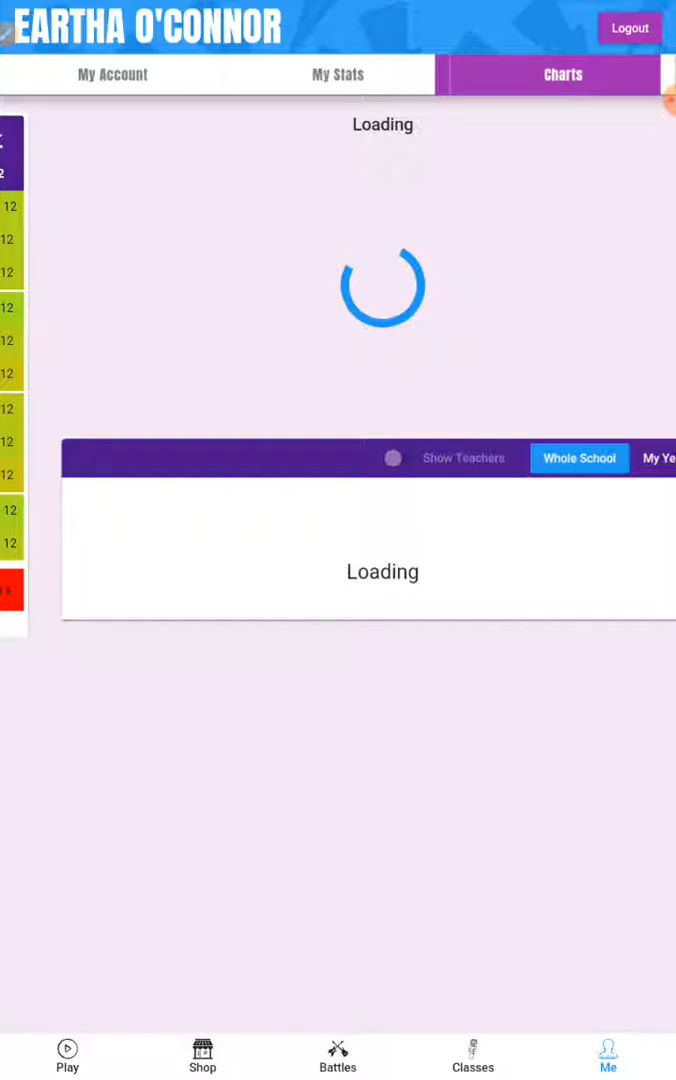 EARTHA O'CONNOR
Logout
My Account
My Stats
Charts
Loading
2
12
12
12
12
12
12
12
12
12
12
12
Show Teachers
Whole School
My Ye
Loading
Play
Shop
Battles
Classes
Me